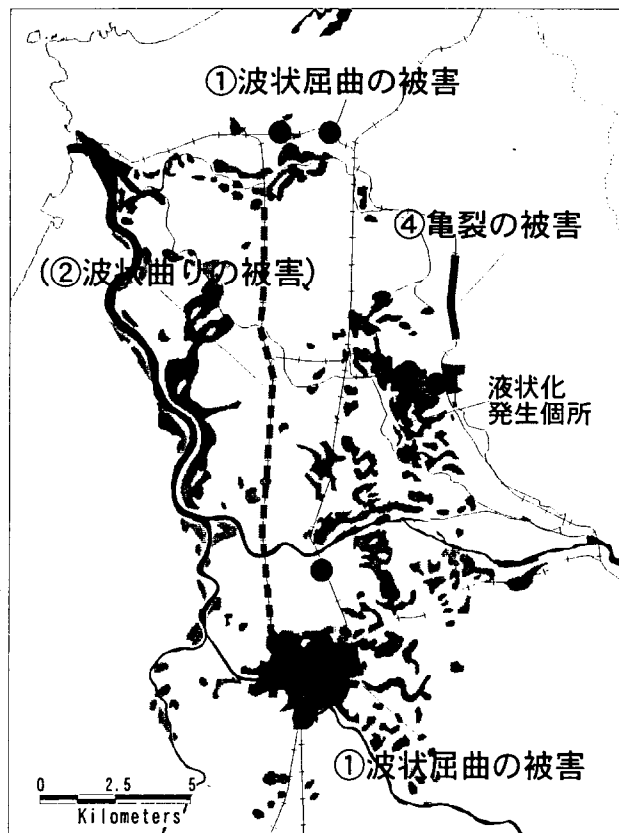 ①波状屈曲の被害
④亀裂の被害
(②波状曲りの被害)
液状化
発生個所
①波状屈曲の被害
0 2.5 5
Kilometers